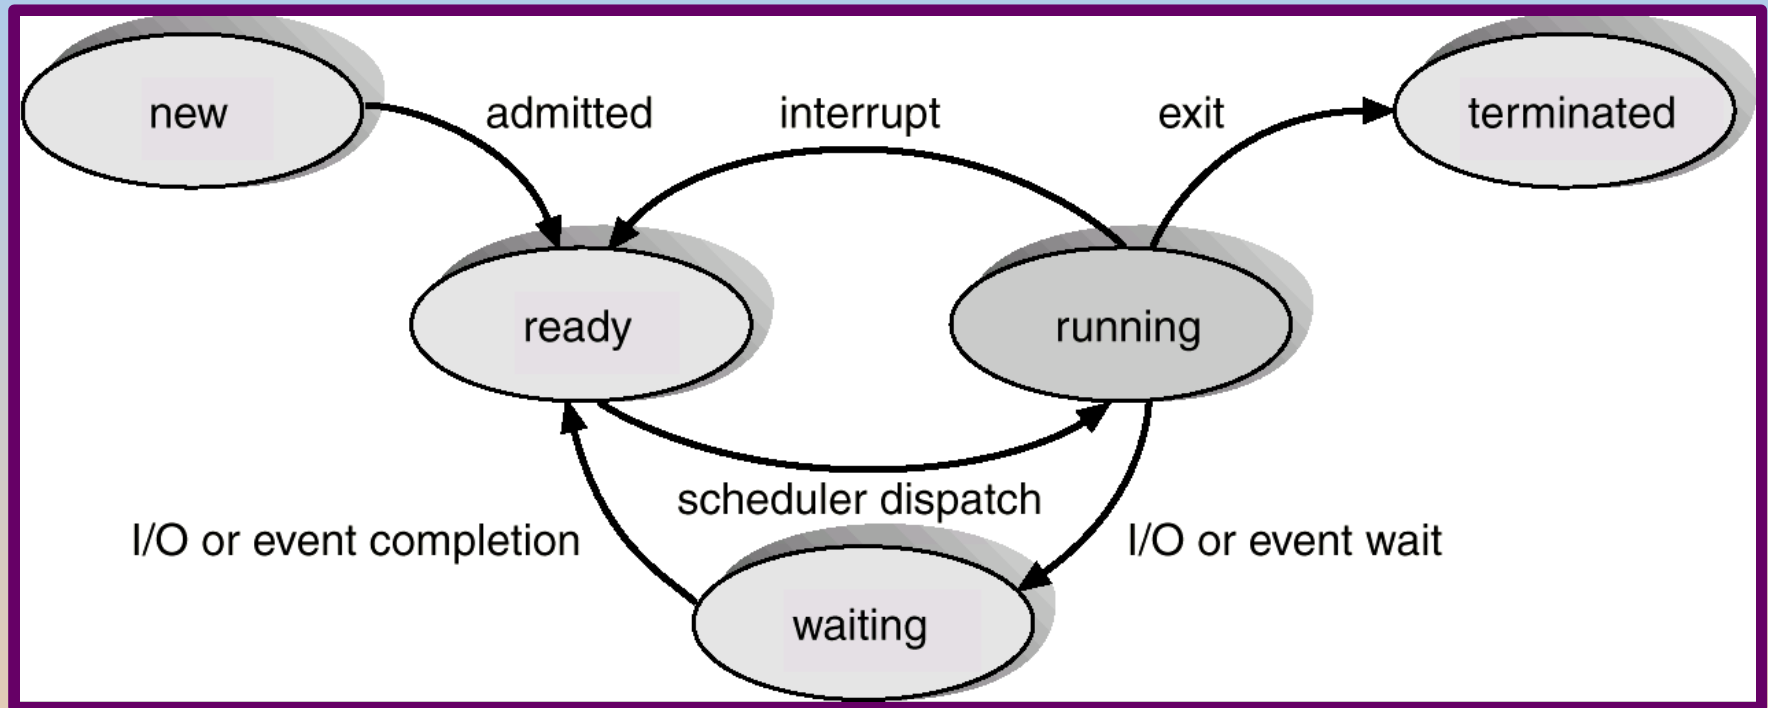 new
admitted
interrupt
exit
terminated
ready
running
scheduler dispatch
I/O or event completion
I/O or event wait
waiting